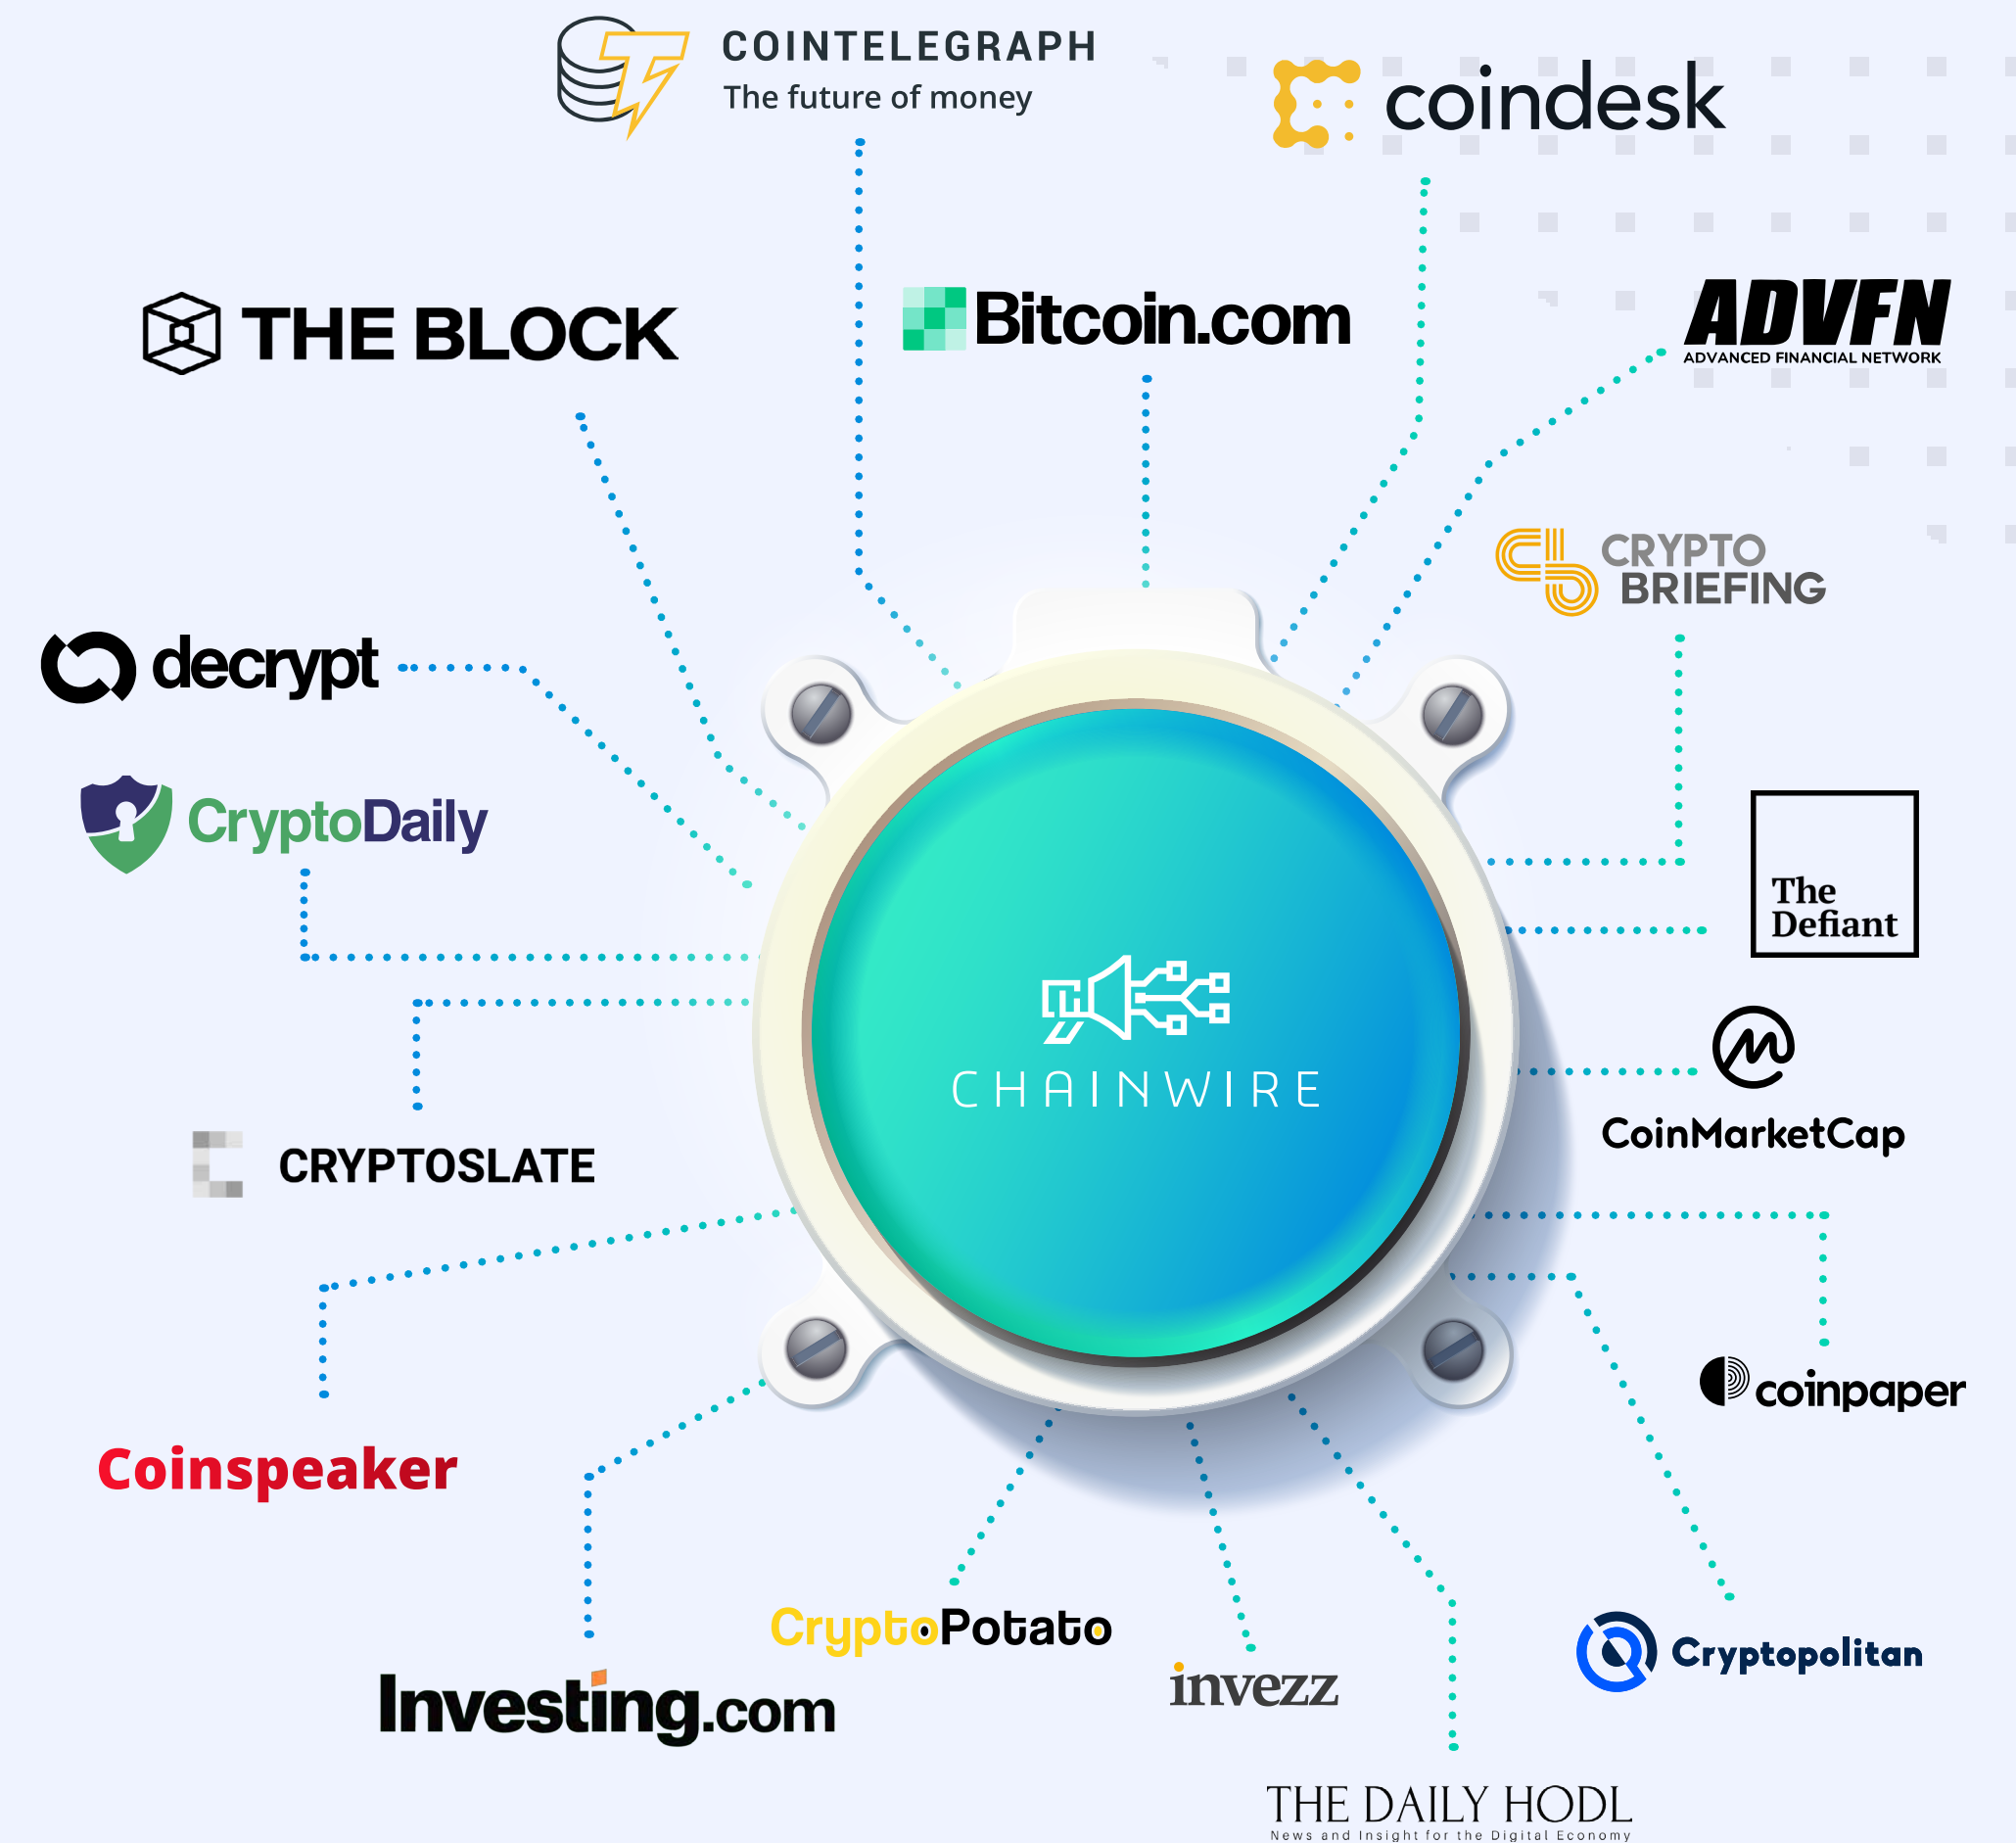 COINTELEGRAPH
The future of money
coindesk
THE BLOCK
Bitcoin.com
ADVFN
ADVANCED FINANCIAL NETWORK
CRYPTO
BRIEFING
decrypt
CryptoDaily
The
Defiant
CHAINWIRE
CoinMarketCap
CRYPTOSLATE
coinpaper
Coinspeaker
CryptoPotato
Cryptopolitan
invezz
Investing.com
THE DAILY HODL
News and Insight for the Digital Economy